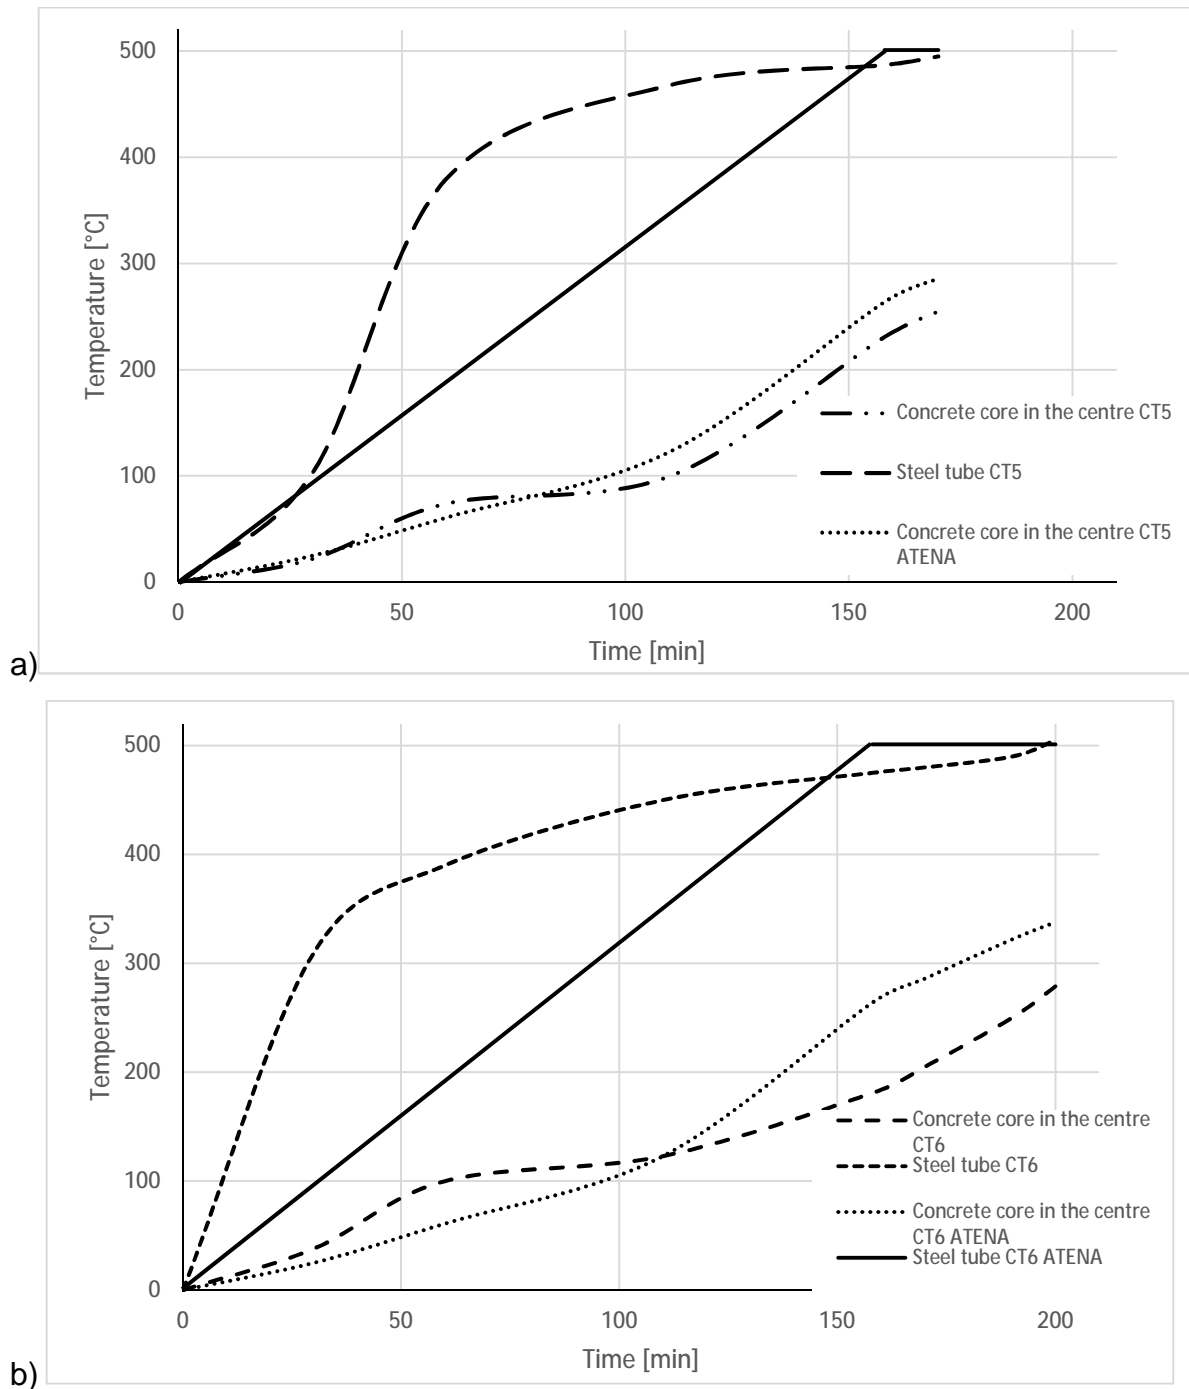 500
400
300
200
100
0
Temperature [°C]
0 50 100 150 200
Time [min]
Concrete core in the centre CT5
Steel tube CT5
Concrete core in the centre CT5
ATENA
a)
500
400
300
200
100
0
Temperature [°C]
0 50 100 150 200
Time [min]
Concrete core in the centre
CT6
Steel tube CT6
Concrete core in the centre
CT6 ATENA
Steel tube CT6 ATENA
b)